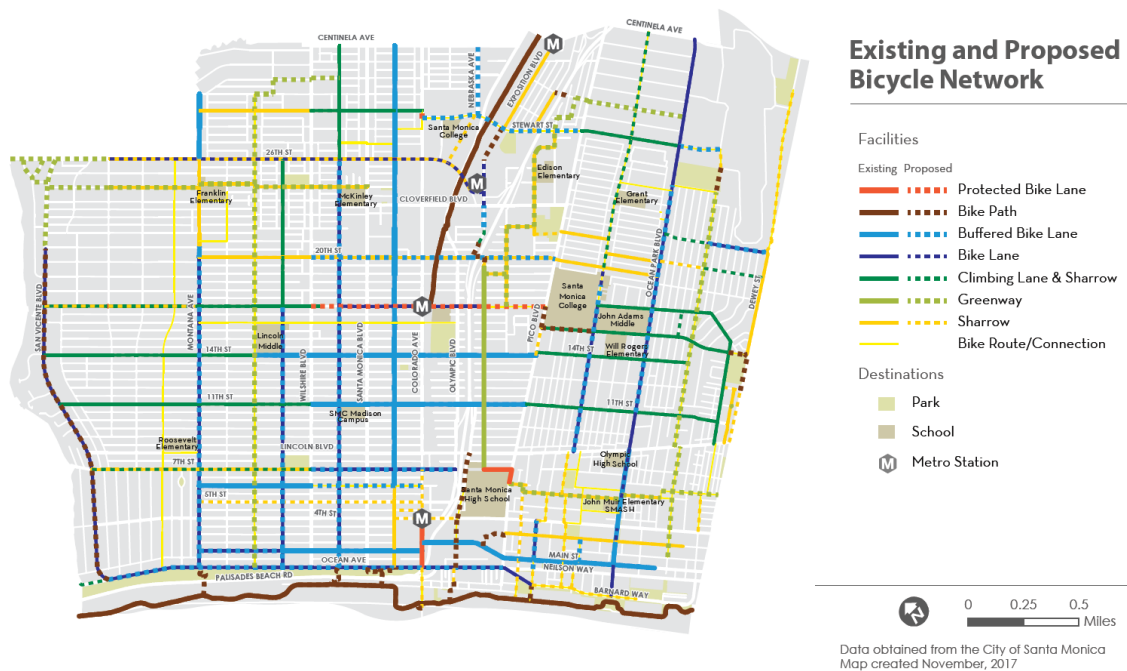 CENTINELA AVE
CENTINELA AVE
NEBRASKA AVE
EXPOSITION BLVD
M
STEWART ST
Santa Monica
College
26TH ST
Edison
Elementary
M
Franklin
Elementary
McKinley
Elementary
CLOVERFIELD BLVD
Grant
Elementary
20TH ST
OCEAN PARK BLVD
SAN VICENTE BLVD
MONTANA AVE
Santa
Monica
College
DEWEY ST
M
PICO BLVD
John Adams
Middle
Lincoln
Middle
WILSHIRE BLVD
SANTA MONICA BLVD
COLORADO AVE
OLYMPIC BLVD
14TH ST
14TH ST
Will Rogers
Elementary
11TH ST
11TH ST
SMC Madison
Campus
Roosevelt
Elementary
LINCOLN BLVD
7TH ST
Olympic
High School
Santa Monica
High School
5TH ST
4TH ST
M
John Muir Elementary
SMASH
OCEAN AVE
MAIN ST
NEILSON WAY
PALISADES BEACH RD
BARNARD WAY
Existing and Proposed
Bicycle Network
Facilities
Existing Proposed
Protected Bike Lane
Bike Path
Buffered Bike Lane
Bike Lane
Climbing Lane & Sharrow
Greenway
Sharrow
Bike Route/Connection
Destinations
Park
School
M Metro Station
0 0.25 0.5
Miles
Data obtained from the City of Santa Monica
Map created November, 2017